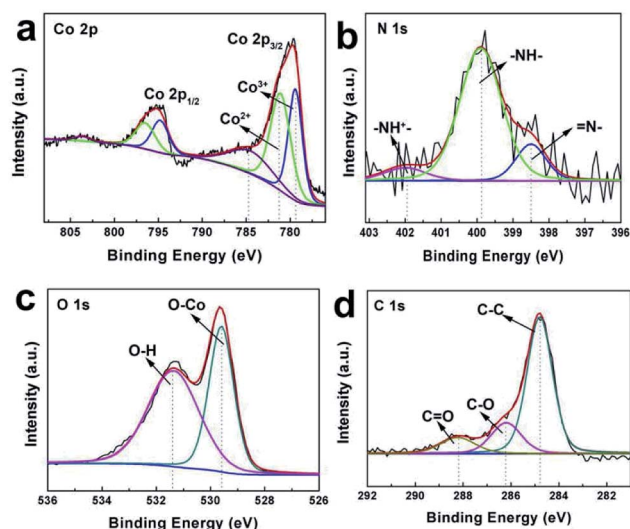 a Co 2p
Co 2p3/2
Co 2p1/2
Co3+
Co2+
Intensity (a.u.)
805 800 795 790 785 780
Binding Energy (eV)
b N 1s
-NH-
-NH+-
=N-
Intensity (a.u.)
403 402 401 400 399 398 397 396
Binding Energy (eV)
c O 1s
O-Co
O-H
Intensity (a.u.)
536 534 532 530 528 526
Binding Energy (eV)
d C 1s
C-C
C-O
C=O
Intensity (a.u.)
292 290 288 286 284 282
Binding Energy (eV)